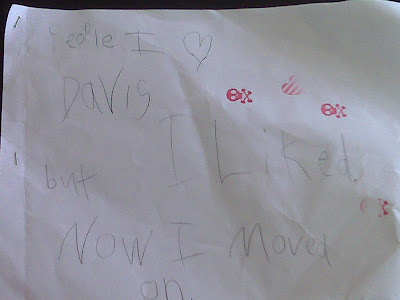 People I ♡
DAVIS
I Liked.
but
NOW I Moved
on.